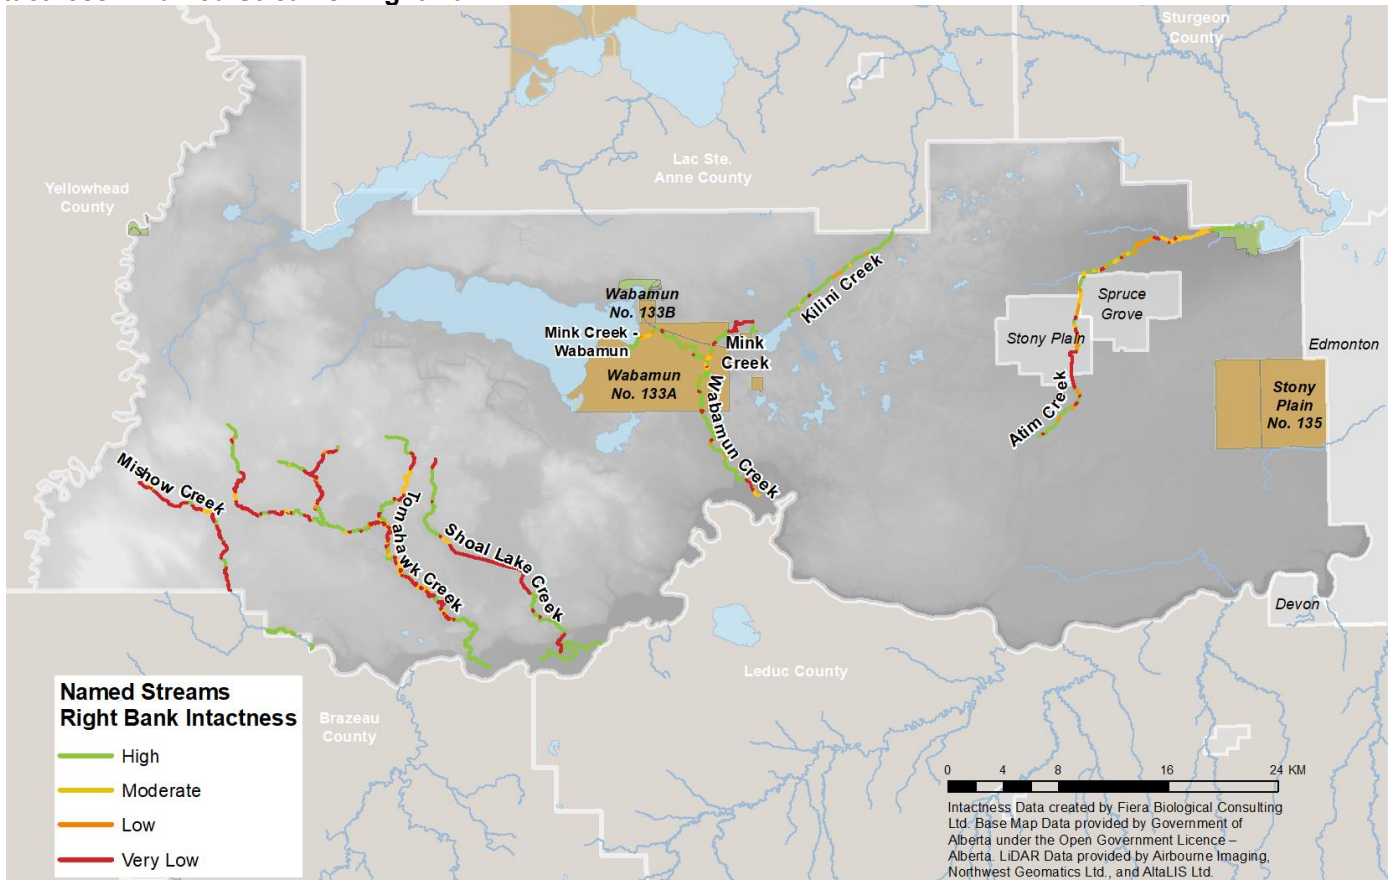 Sturgeon
County
Lac Ste.
Anne County
Yellowhead
County
Wabamun
No. 133B
Mink Creek -
Wabamun
Mink
Creek
Kilini Creek
Spruce
Grove
Stony Plain
Edmonton
Wabamun
No. 133A
Wabamun Creek
Atim Creek
Stony
Plain
No. 135
Mishow Creek
Tomahawk Creek
Shoal Lake Creek
Devon
Leduc County
Brazeau
County
Named Streams
Right Bank Intactness
High
Moderate
Low
Very Low
0 4 8 16 24 KM
Intactness Data created by Fiera Biological Consulting
Ltd. Base Map Data provided by Government of
Alberta under the Open Government Licence –
Alberta. LiDAR Data provided by Airbourne Imaging,
Northwest Geomatics Ltd., and AltaLIS Ltd.